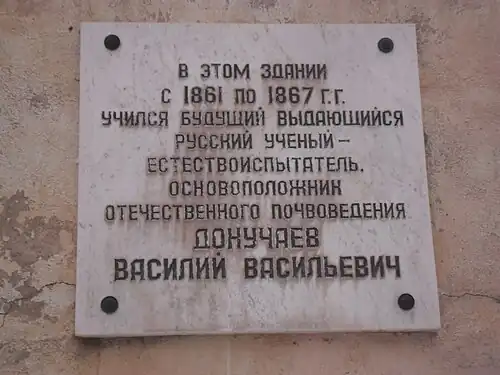 В ЭТОМ ЗДАНИИ
С 1861 ПО 1867 Г.Г.
УЧИЛСЯ БУДУЩИЙ ВЫДАЮЩИЙСЯ
РУССКИЙ УЧЕНЫЙ –
ЕСТЕСТВОИСПЫТАТЕЛЬ,
ОСНОВОПОЛОЖНИК
ОТЕЧЕСТВЕННОГО ПОЧВОВЕДЕНИЯ
ДОКУЧАЕВ
ВАСИЛИЙ ВАСИЛЬЕВИЧ